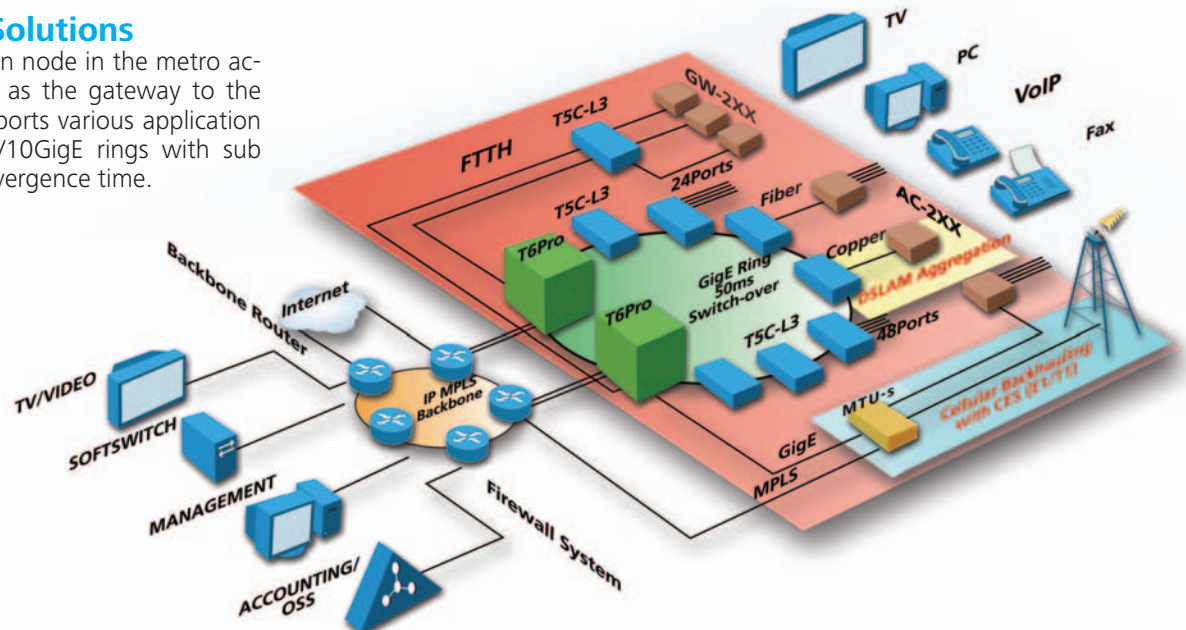 Solutions
n node in the metro ac-
as the gateway to the
ports various application
/10GigE rings with sub
vergence time.
TV
PC
VoIP
Fax
GW-2XX
T5C-L3
FTTH
24Ports
T5C-L3
Fiber
AC-2XX
T6Pro
Copper
DSLAM Aggregation
GigE Ring
50ms
Switch-over
T6Pro
48Ports
T5C-L3
Backbone Router
Internet
TV/VIDEO
IP MPLS
Backbone
MTU-s
Cellular Backhauling
with CES (E1/T1)
SOFTSWITCH
GigE
MPLS
MANAGEMENT
Firewall System
ACCOUNTING/
OSS